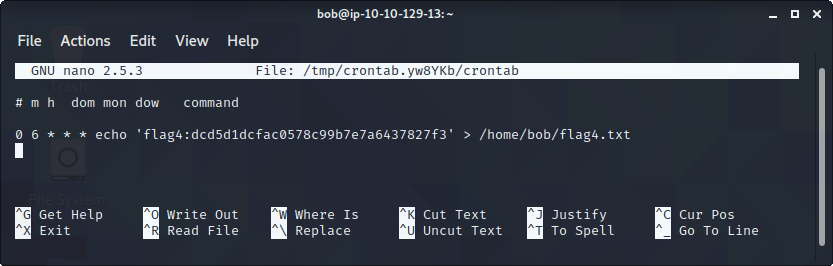 bob@ip-10-10-129-13: ~
File Actions Edit View Help
GNU nano 2.5.3 File: /tmp/crontab.yw8YKb/crontab
# m h  dom mon dow   command
0 6 * * * echo 'flag4:dcd5d1dcfac0578c99b7e7a6437827f3' > /home/bob/flag4.txt
File System
^G Get Help ^O Write Out ^W Where Is ^K Cut Text ^J Justify ^C Cur Pos
^X Exit ^R Read File ^\ Replace ^U Uncut Text ^T To Spell ^_ Go To Line